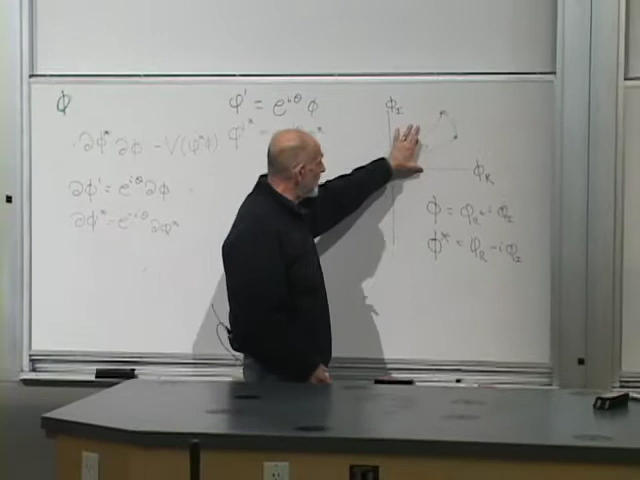 ϕ
∂ϕ* ∂ϕ - V(ϕ*ϕ)
∂ϕ' = e^{iθ} ∂ϕ
∂ϕ'* = e^{-iθ} ∂ϕ*
φ' = e^{iθ} ϕ
φ'* =
ϕ_I
ϕ_R
ϕ = φ_R + i φ_I
ϕ* = φ_R - i φ_I